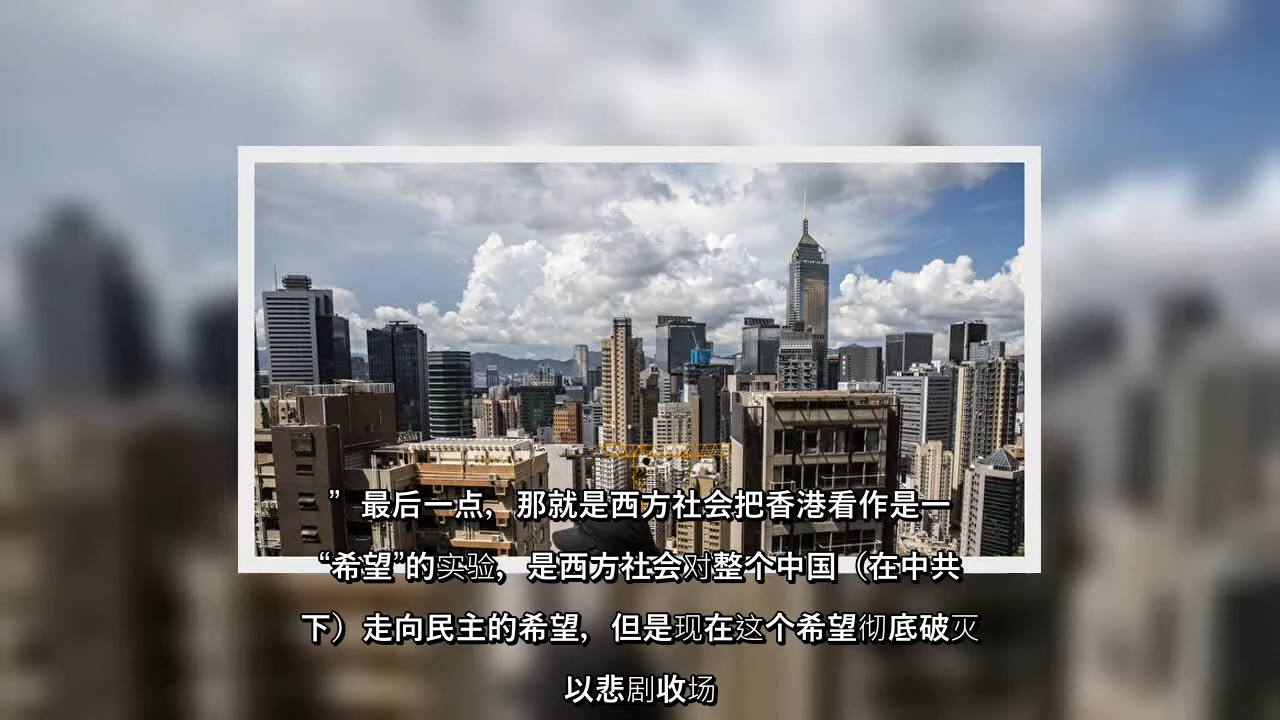 ” 最后一点，那就是西方社会把香港看作是一
“希望”的实验，是西方社会对整个中国（在中共
下）走向民主的希望，但是现在这个希望彻底破灭
以悲剧收场